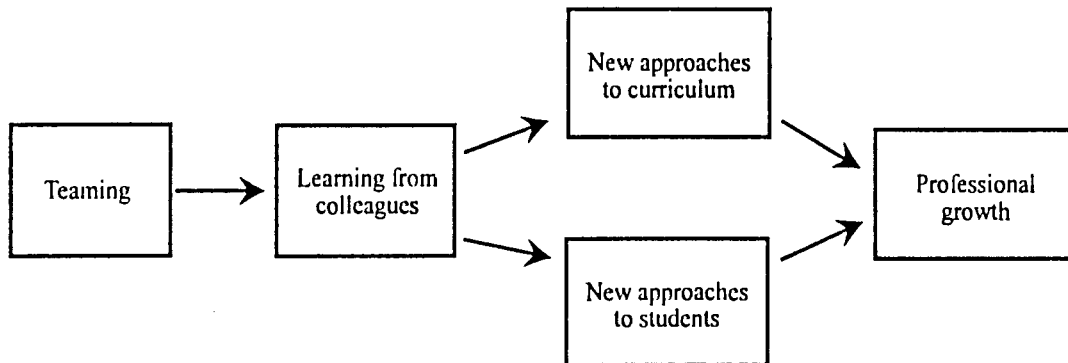 Teaming
Learning from
colleagues
New approaches
to curriculum
New approaches
to students
Professional
growth